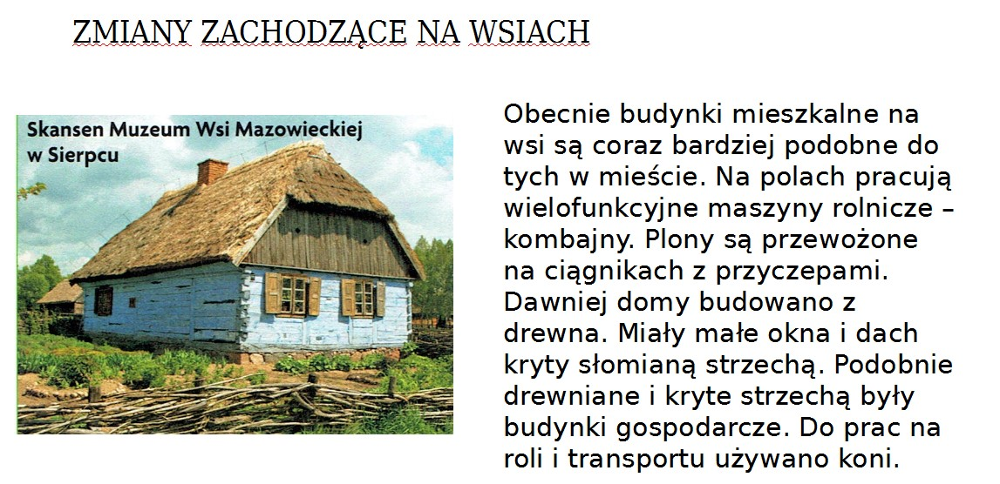 ZMIANY ZACHODZĄCE NA WSIACH
Skansen Muzeum Wsi Mazowieckiej
w Sierpcu
Obecnie budynki mieszkalne na
wsi są coraz bardziej podobne do
tych w mieście. Na polach pracują
wielofunkcyjne maszyny rolnicze –
kombajny. Plony są przewożone
na ciągnikach z przyczepami.
Dawniej domy budowano z
drewna. Miały małe okna i dach
kryty słomianą strzechą. Podobnie
drewniane i kryte strzechą były
budynki gospodarcze. Do prac na
roli i transportu używano koni.